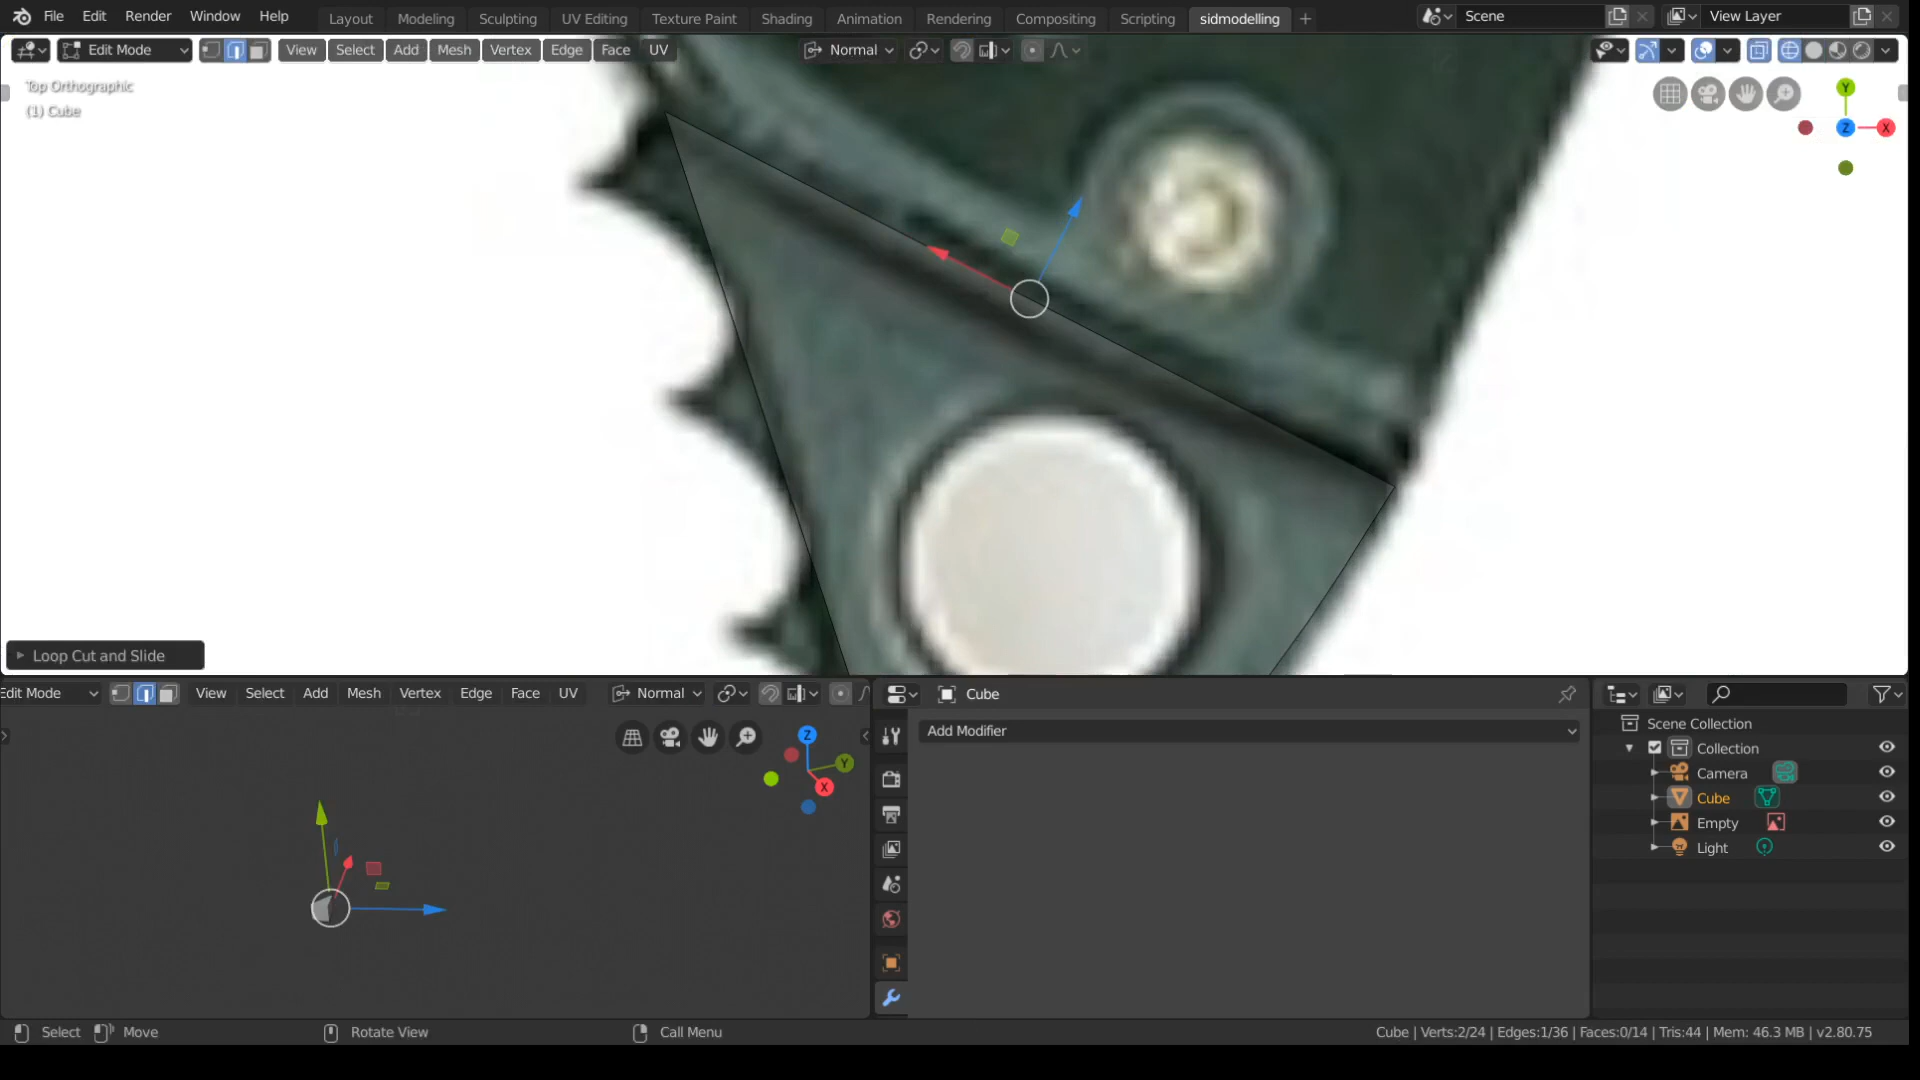 File Edit Render Window Help Layout Modeling Sculpting UV Editing Texture Paint Shading Animation Rendering Compositing Scripting sidmodelling + Scene View Layer
Edit Mode View Select Add Mesh Vertex Edge Face UV Normal
Top Orthographic
(1) Cube
Y
Z X
Loop Cut and Slide
Edit Mode View Select Add Mesh Vertex Edge Face UV Normal
Cube
Add Modifier
Scene Collection
Collection
Camera
Cube
Empty
Light
Z
Y
X
Select Move Rotate View Call Menu Cube | Verts:2/24 | Edges:1/36 | Faces:0/14 | Tris:44 | Mem: 46.3 MB | v2.80.75